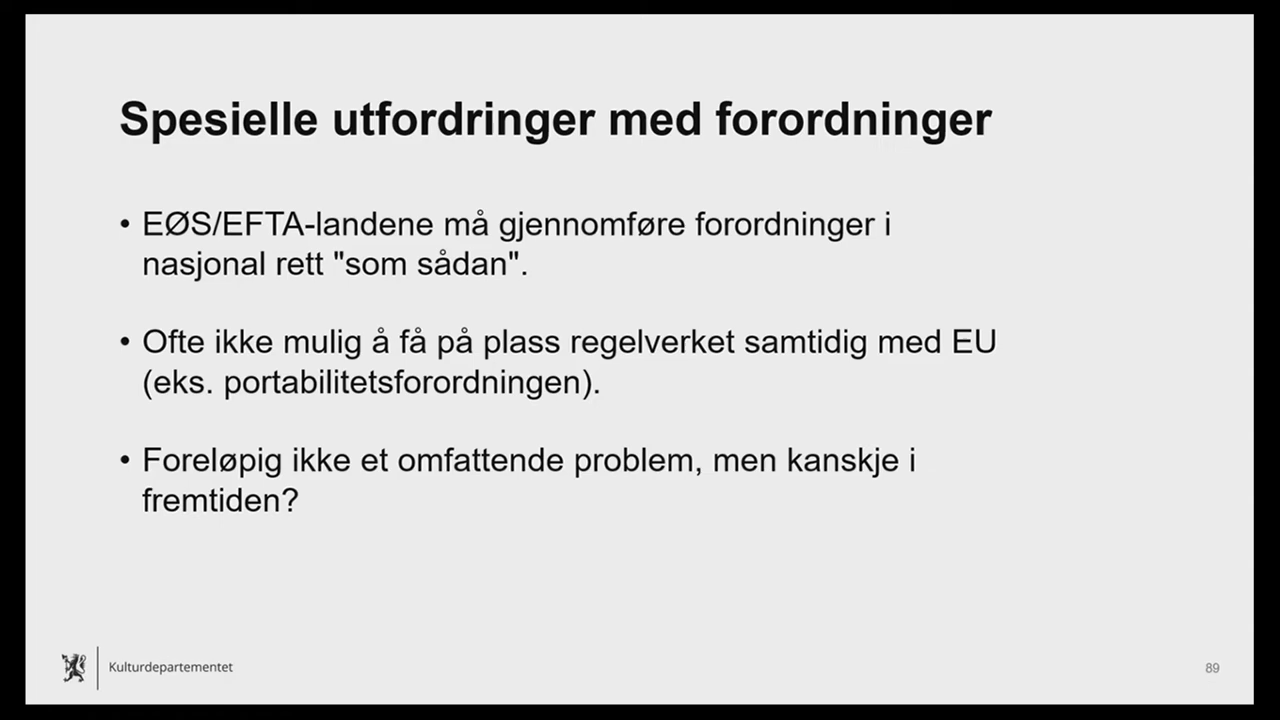 Spesielle utfordringer med forordninger
• EØS/EFTA-landene må gjennomføre forordninger i
nasjonal rett "som sådan".
• Ofte ikke mulig å få på plass regelverket samtidig med EU
(eks. portabilitetsforordningen).
• Foreløpig ikke et omfattende problem, men kanskje i
fremtiden?
Kulturdepartementet
89